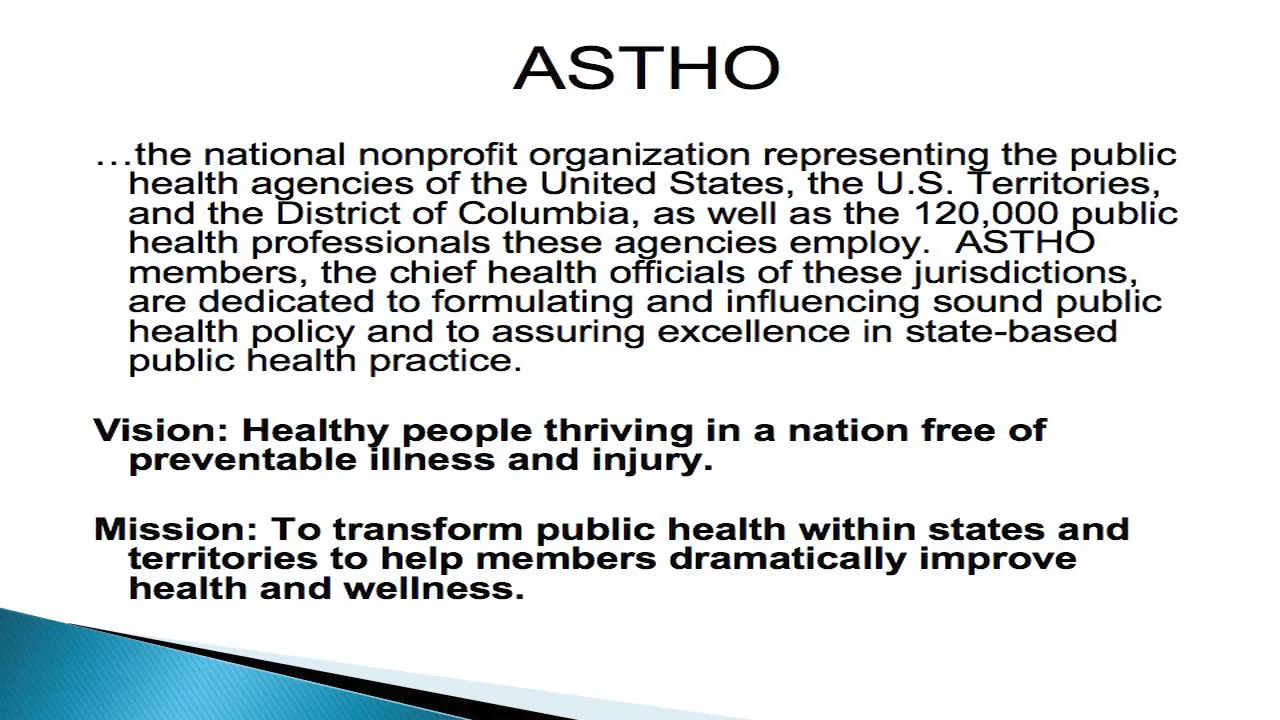 ASTHO
…the national nonprofit organization representing the public
health agencies of the United States, the U.S. Territories,
and the District of Columbia, as well as the 120,000 public
health professionals these agencies employ.  ASTHO
members, the chief health officials of these jurisdictions,
are dedicated to formulating and influencing sound public
health policy and to assuring excellence in state-based
public health practice.
Vision: Healthy people thriving in a nation free of
preventable illness and injury.
Mission: To transform public health within states and
territories to help members dramatically improve
health and wellness.